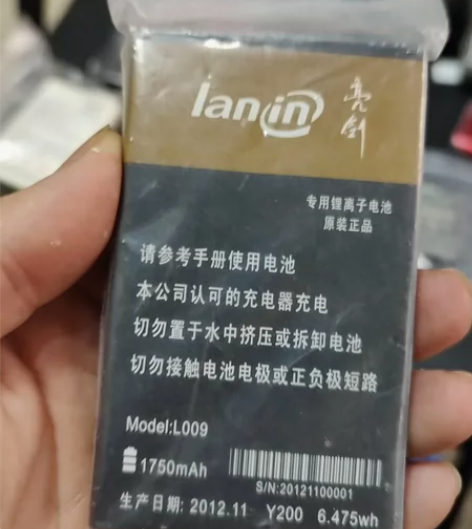 lanjin 亮剑
专用锂离子电池
原装正品
请参考手册使用电池
本公司认可的充电器充电
切勿置于水中挤压或拆卸电池
切勿接触电池电极或正负极短路
Model:L009
1750mAh
S/N:20121100001
生产日期: 2012.11 Y200 6.475wh